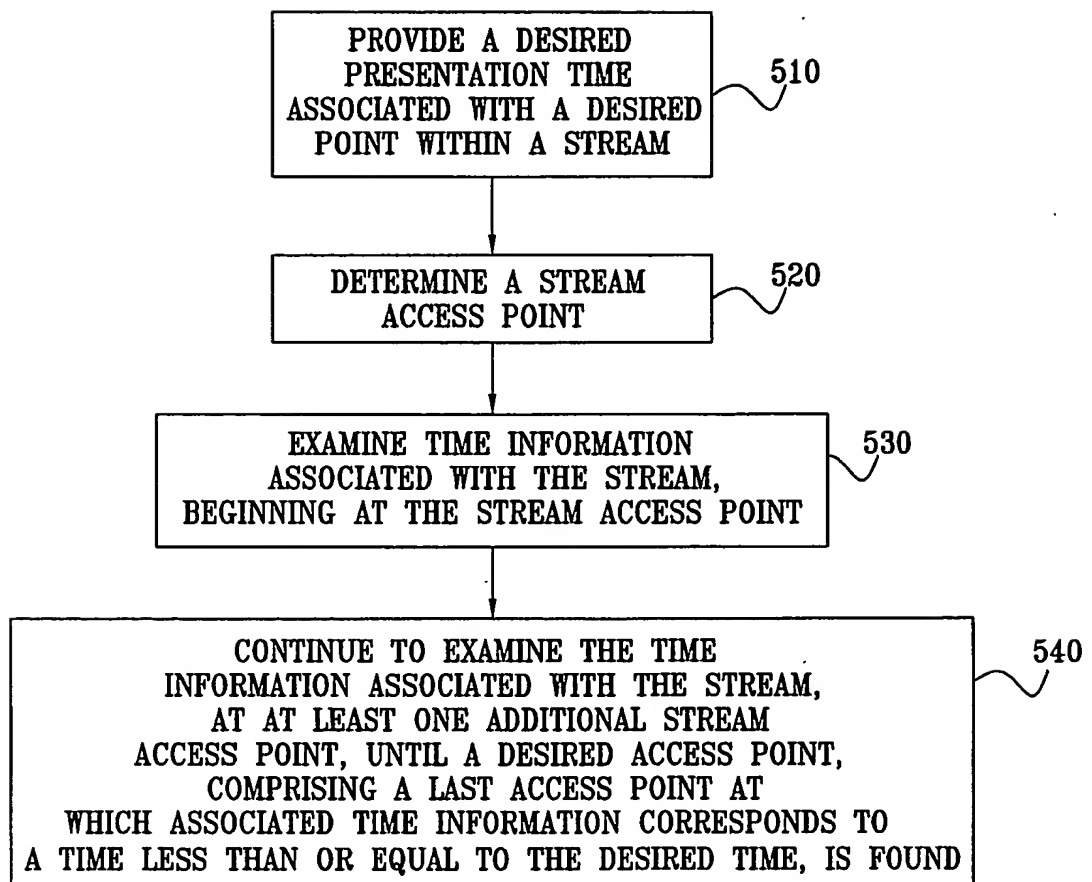 PROVIDE A DESIRED
PRESENTATION TIME
ASSOCIATED WITH A DESIRED
POINT WITHIN A STREAM
510
DETERMINE A STREAM
ACCESS POINT
520
EXAMINE TIME INFORMATION
ASSOCIATED WITH THE STREAM,
BEGINNING AT THE STREAM ACCESS POINT
530
CONTINUE TO EXAMINE THE TIME
INFORMATION ASSOCIATED WITH THE STREAM,
AT AT LEAST ONE ADDITIONAL STREAM
ACCESS POINT, UNTIL A DESIRED ACCESS POINT,
COMPRISING A LAST ACCESS POINT AT
WHICH ASSOCIATED TIME INFORMATION CORRESPONDS TO
A TIME LESS THAN OR EQUAL TO THE DESIRED TIME, IS FOUND
540